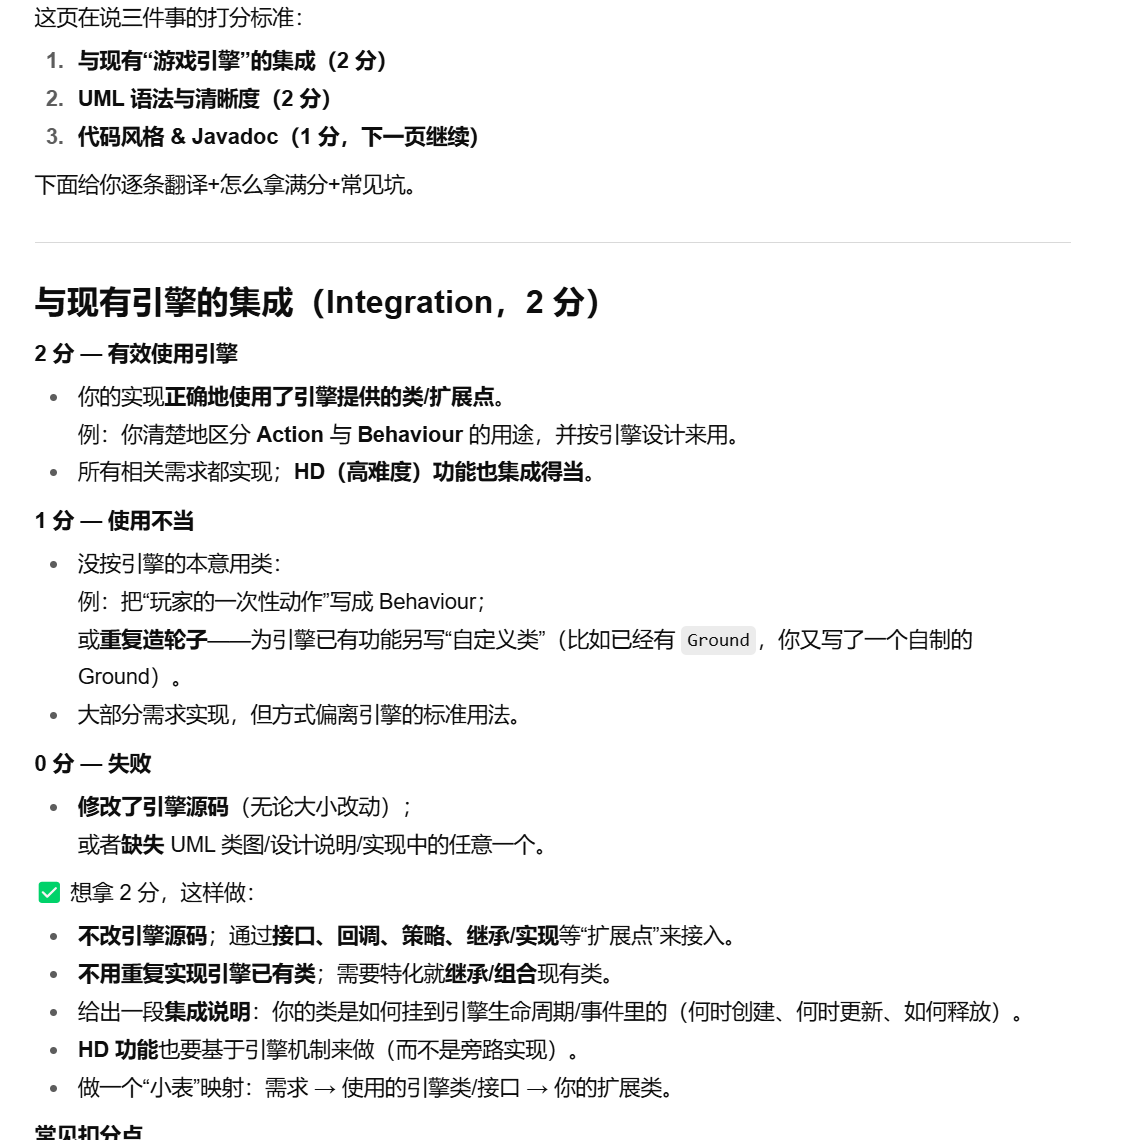 这页在说三件事的打分标准：
1. 与现有“游戏引擎”的集成（2 分）
2. UML 语法与清晰度（2 分）
3. 代码风格 & Javadoc（1 分，下一页继续）
下面给你逐条翻译+怎么拿满分+常见坑。
与现有引擎的集成（Integration，2 分）
2 分 — 有效使用引擎
• 你的实现正确地使用了引擎提供的类/扩展点。
例：你清楚地区分 Action 与 Behaviour 的用途，并按引擎设计来用。
• 所有相关需求都实现；HD（高难度）功能也集成得当。
1 分 — 使用不当
• 没按引擎的本意用类：
例：把“玩家的一次性动作”写成 Behaviour；
或重复造轮子——为引擎已有功能另写“自定义类”（比如已经有 Ground ，你又写了一个自制的
Ground）。
• 大部分需求实现，但方式偏离引擎的标准用法。
0 分 — 失败
• 修改了引擎源码（无论大小改动）；
或者缺失 UML 类图/设计说明/实现中的任意一个。
✅ 想拿 2 分，这样做：
• 不改引擎源码；通过接口、回调、策略、继承/实现等“扩展点”来接入。
• 不用重复实现引擎已有类；需要特化就继承/组合现有类。
• 给出一段集成说明：你的类是如何挂到引擎生命周期/事件里的（何时创建、何时更新、如何释放）。
• HD 功能也要基于引擎机制来做（而不是旁路实现）。
• 做一个“小表”映射：需求 → 使用的引擎类/接口 → 你的扩展类。
常见扣分点